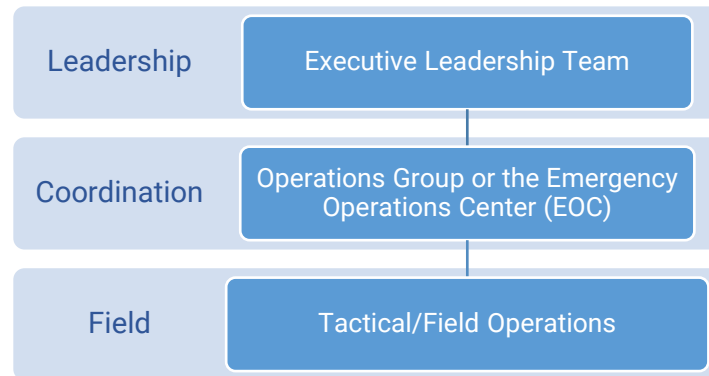 Leadership
Executive Leadership Team
Coordination
Operations Group or the Emergency
Operations Center (EOC)
Field
Tactical/Field Operations